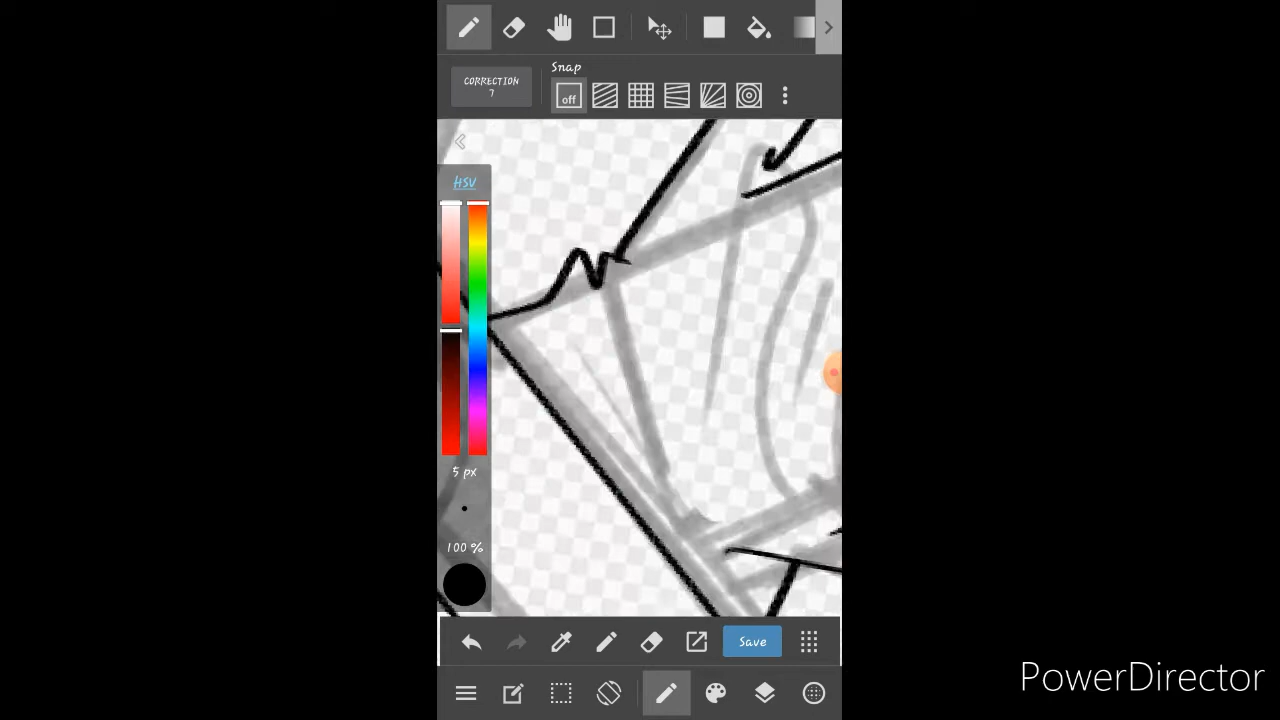 Snap
CORRECTION
7
off
HSV
5 px
100 %
Save
PowerDirector